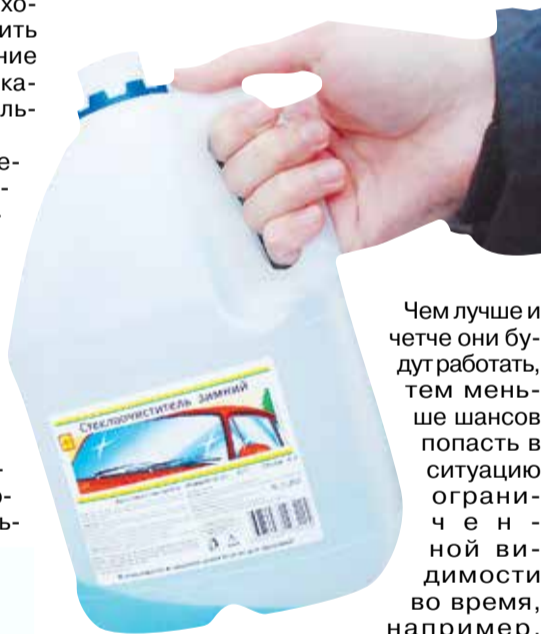 хо-
ить
ние
ка-
ль-
е-
-
Стеклоочиститель зимний
-
о-
ь-
Чем лучше и
четче они бу-
дут работать,
тем мень-
ше шансов
попасть в
ситуацию
ограни-
ч е н -
ной ви-
димости
во время,
например,